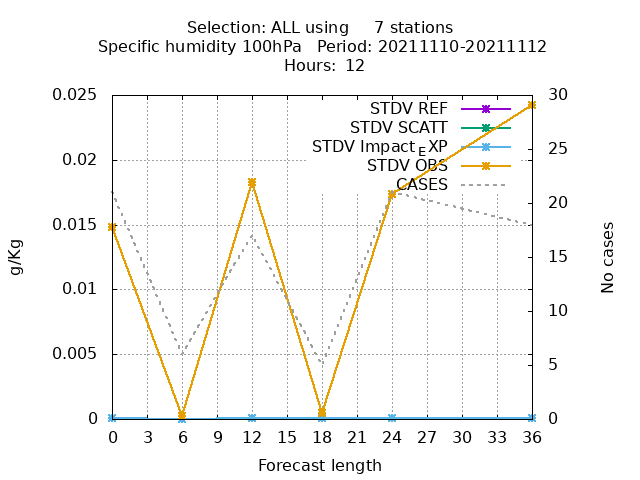 Selection: ALL using     7 stations
Specific humidity 100hPa   Period: 20211110-20211112
Hours: 12
0.025
30
STDV REF
STDV SCATT
STDV Impact_EXP
STDV OBS
CASES
0.02
0.015
0.01
0.005
0
25
20
15
10
5
0
g/Kg
No cases
0 3 6 9 12 15 18 21 24 27 30 33 36
Forecast length